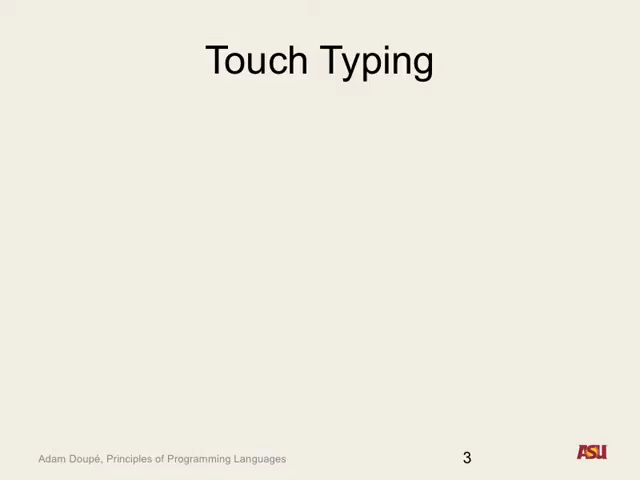 Touch Typing
Adam Doupé, Principles of Programming Languages
3
ASU